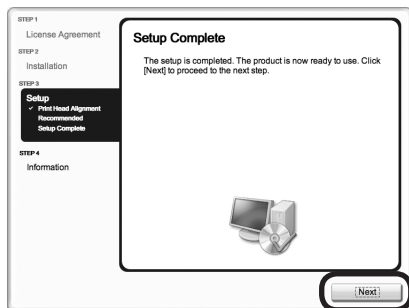 STEP 1
License Agreement
STEP 2
Installation
STEP 3
Setup
Print Head Alignment
Recommended
Setup Complete
STEP 4
Information
Setup Complete
The setup is completed. The product is now ready to use. Click
[Next] to proceed to the next step.
Next